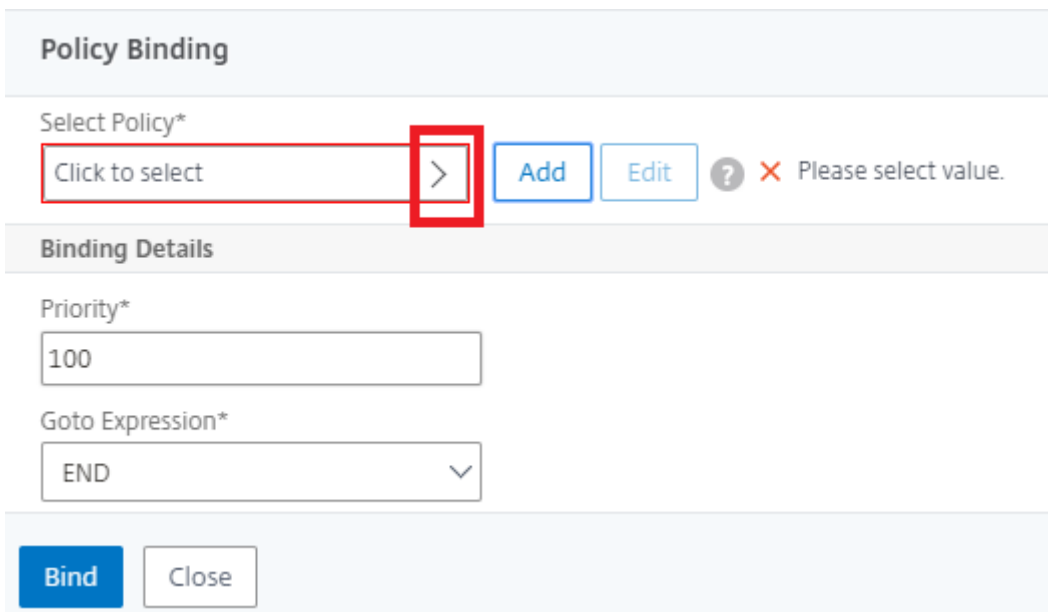 Policy Binding
Select Policy*
Click to select > Add Edit ? × Please select value.
Binding Details
Priority*
100
Goto Expression*
END
Bind Close